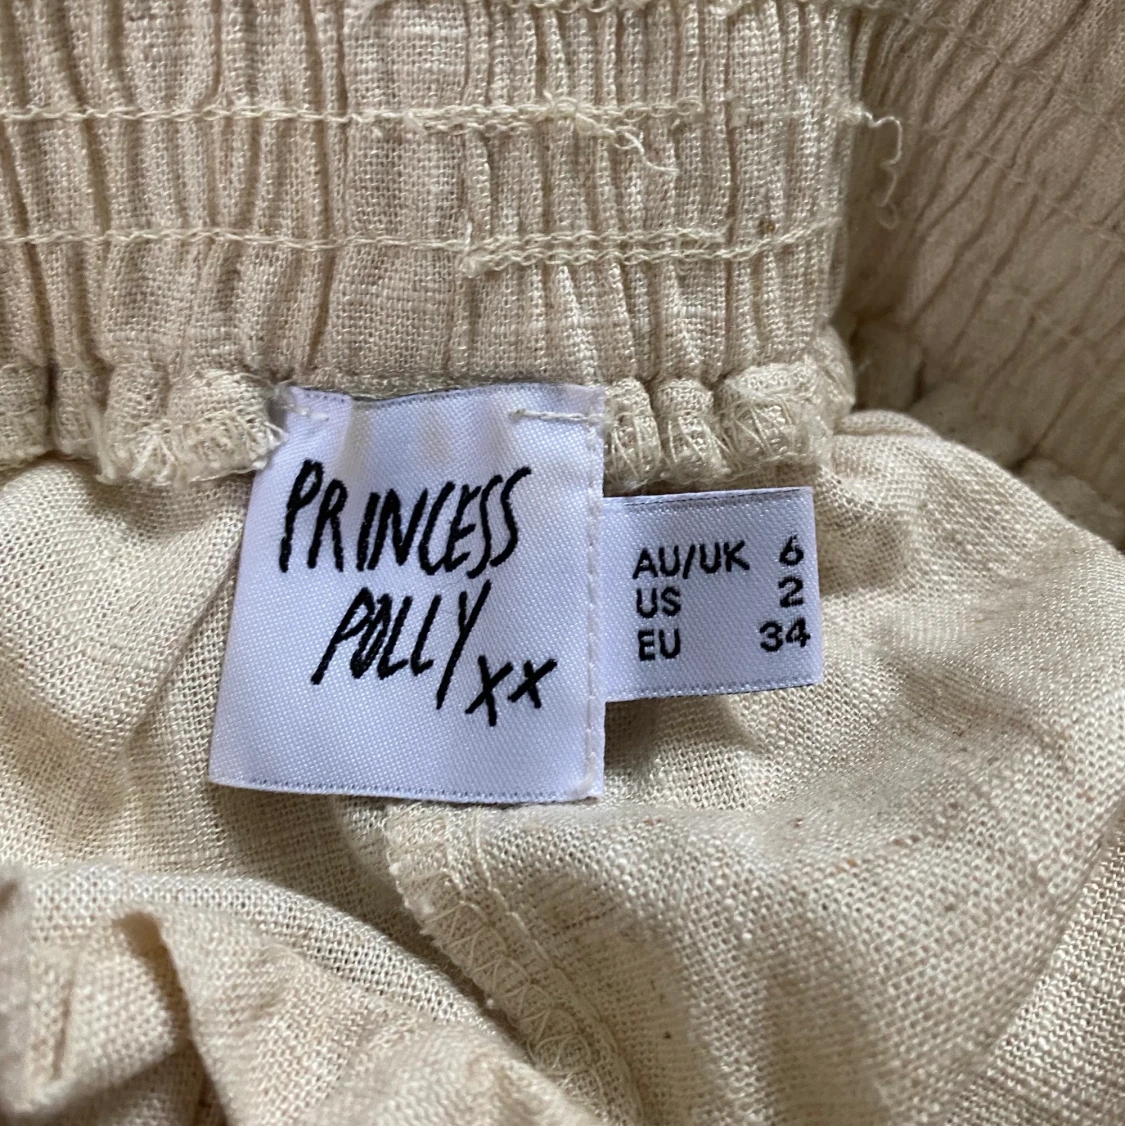 PRINCESS
POLLY
xx
AU/UK 6
US 2
EU 34